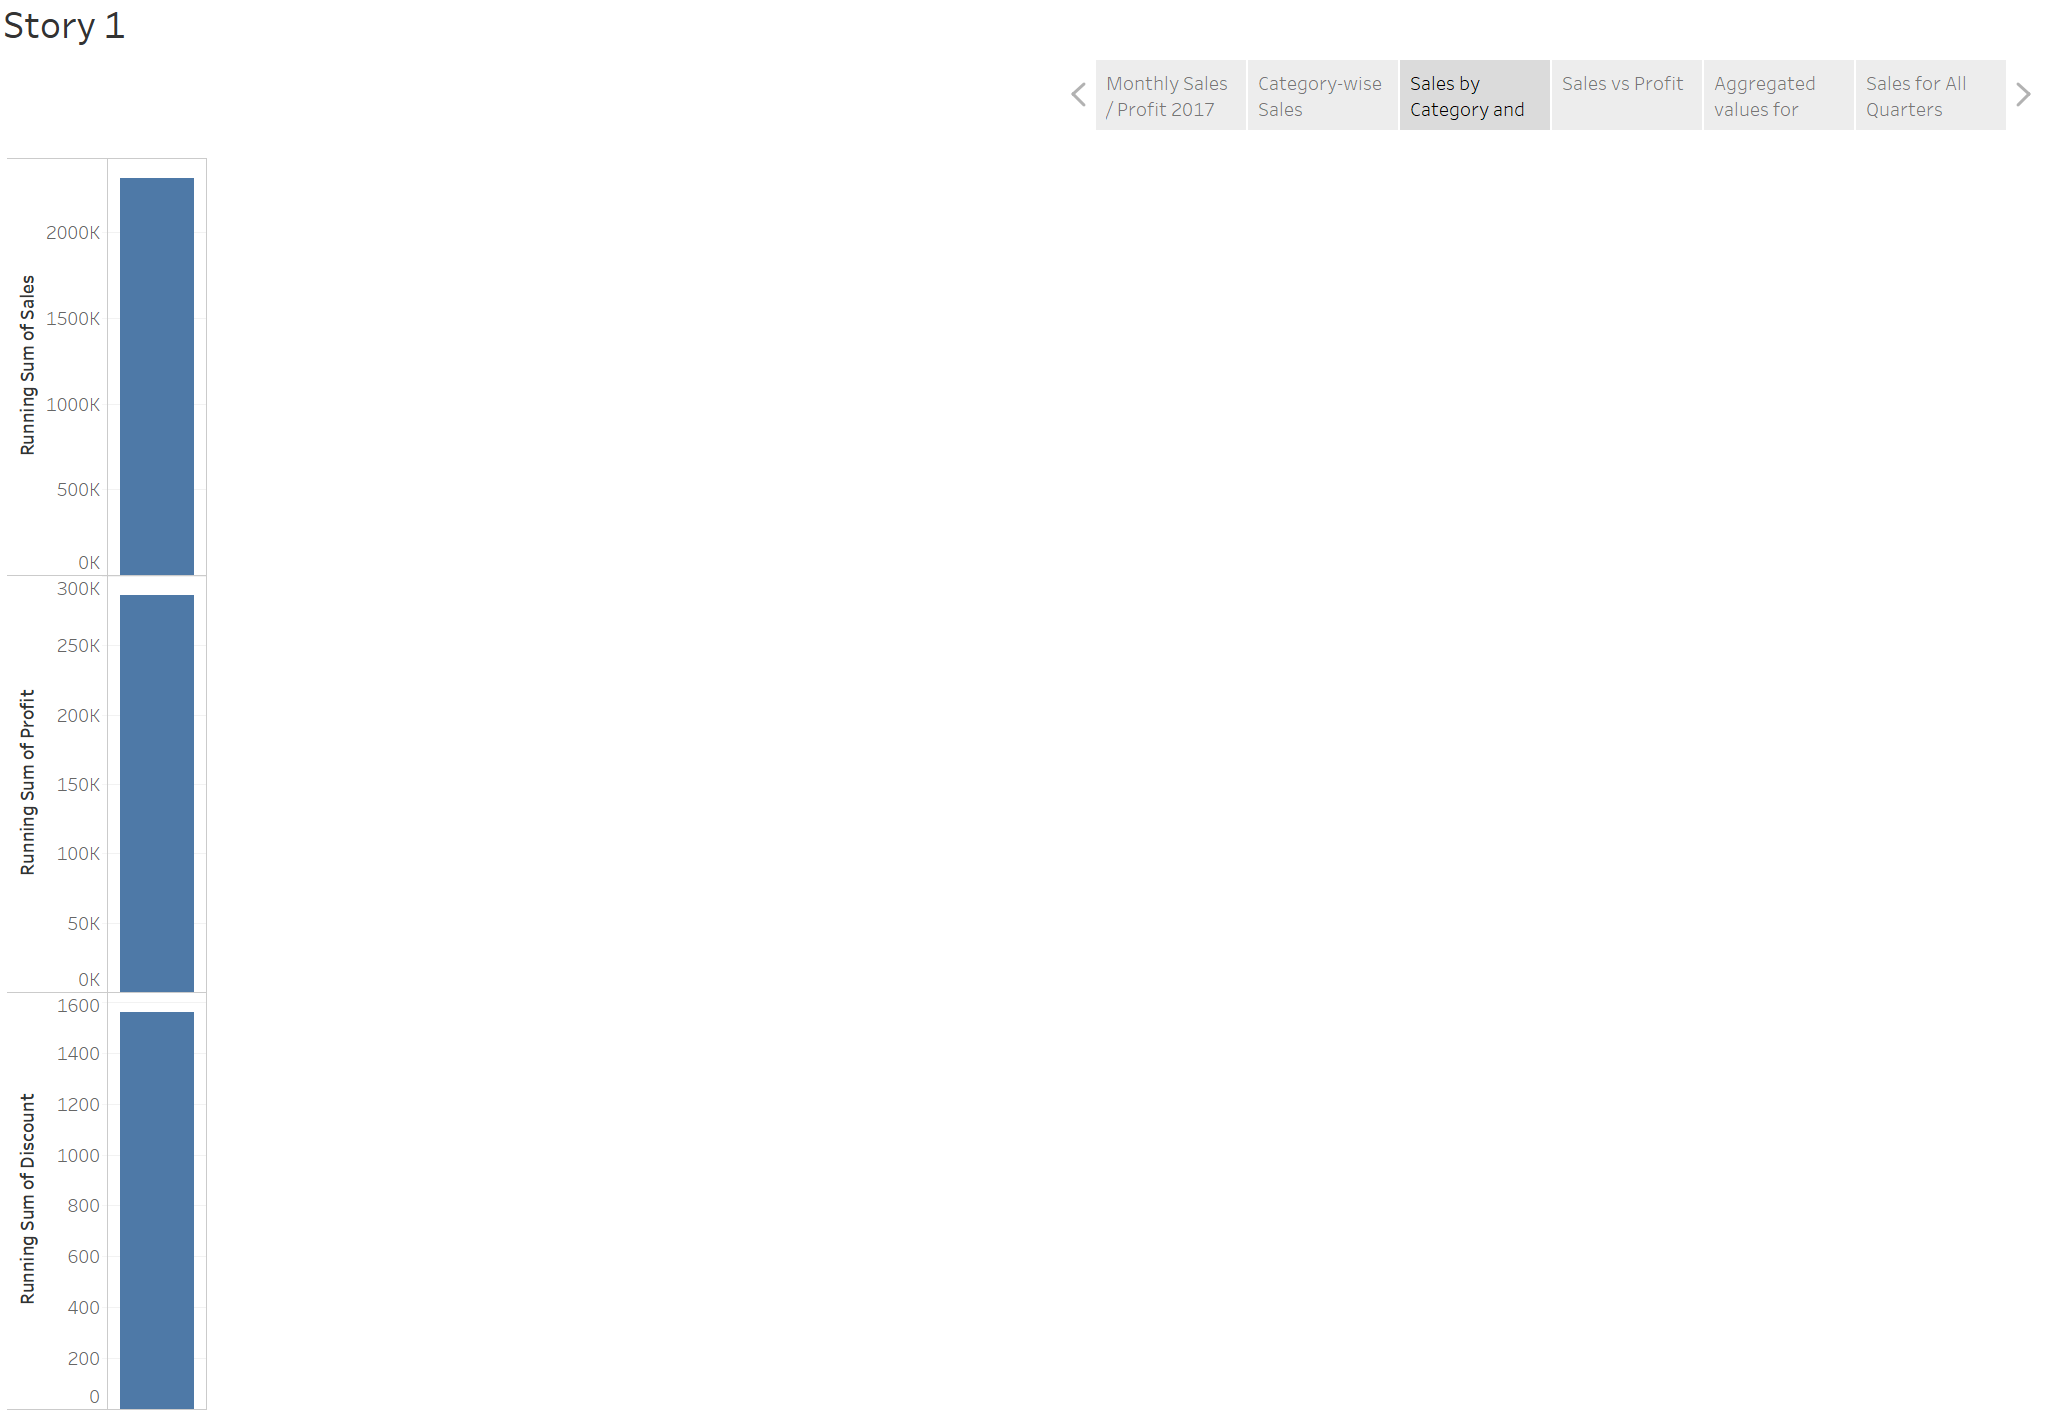 Story 1
Monthly Sales
/ Profit 2017
Category-wise
Sales
Sales by
Category and
Sales vs Profit
Aggregated
values for
Sales for All
Quarters
Running Sum of Sales
2000K
1500K
1000K
500K
0K
Running Sum of Profit
300K
250K
200K
150K
100K
50K
0K
Running Sum of Discount
1600
1400
1200
1000
800
600
400
200
0